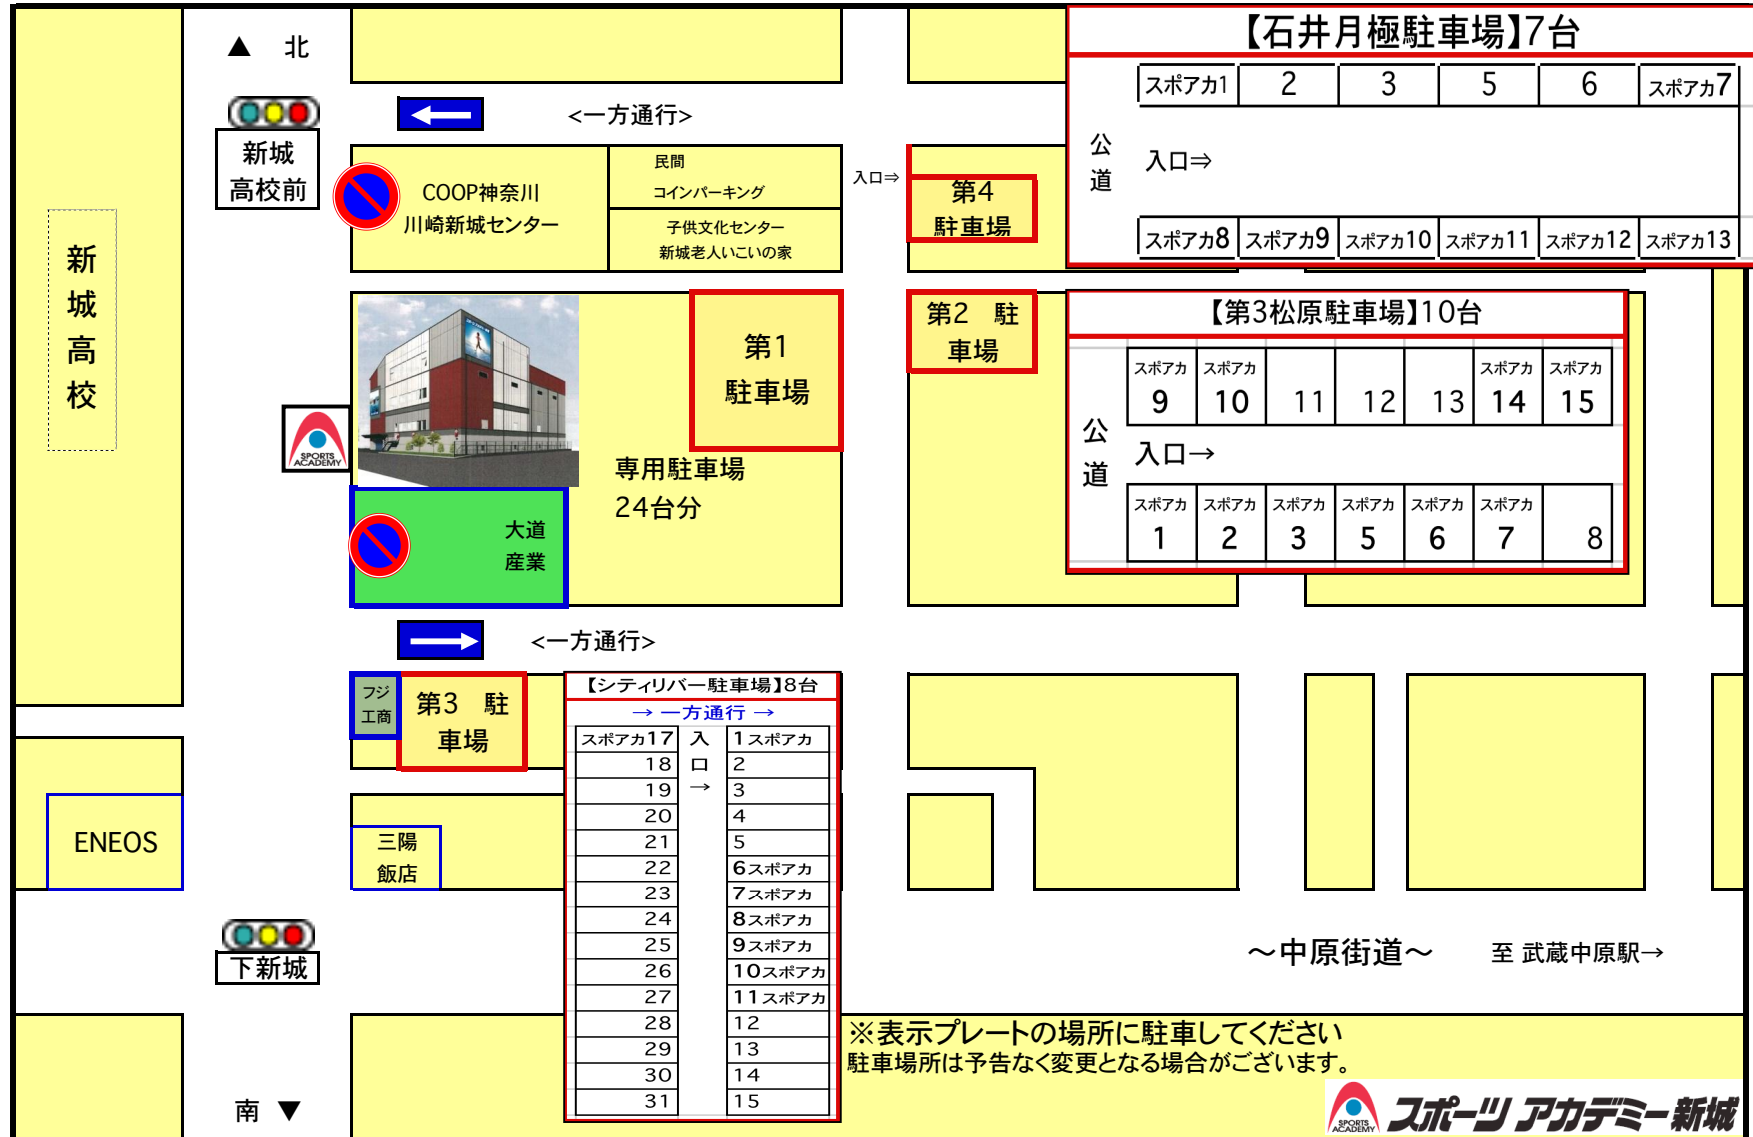 ▲ 北
新城
高校前
新城高校
<一方通行>
COOP神奈川
川崎新城センター
民間
コインパーキング
子供文化センター
新城老人いこいの家
入口⇒
第4
駐車場
【石井月極駐車場】7台
スポアカ1 2 3 5 6 スポアカ7
公道
入口⇒
スポアカ8 スポアカ9 スポアカ10 スポアカ11 スポアカ12 スポアカ13
第1
駐車場
第2 駐
車場
【第3松原駐車場】10台
スポアカ スポアカ スポアカ スポアカ
9 10 11 12 13 14 15
公道
入口→
スポアカ スポアカ スポアカ スポアカ スポアカ スポアカ
1 2 3 5 6 7 8
SPORTS
ACADEMY
専用駐車場
24台分
大道
産業
<一方通行>
フジ
工商
第3 駐
車場
【シティリバー駐車場】8台
→ 一方通行 →
スポアカ17 入 1スポアカ
18 口 2
19 → 3
20 4
21 5
22 6スポアカ
23 7スポアカ
24 8スポアカ
25 9スポアカ
26 10スポアカ
27 11スポアカ
28 12
29 13
30 14
31 15
ENEOS
三陽
飯店
下新城
～中原街道～ 至 武蔵中原駅→
※表示プレートの場所に駐車してください
駐車場所は予告なく変更となる場合がございます。
南 ▼
SPORTS
ACADEMY
スポーツ アカデミー新城